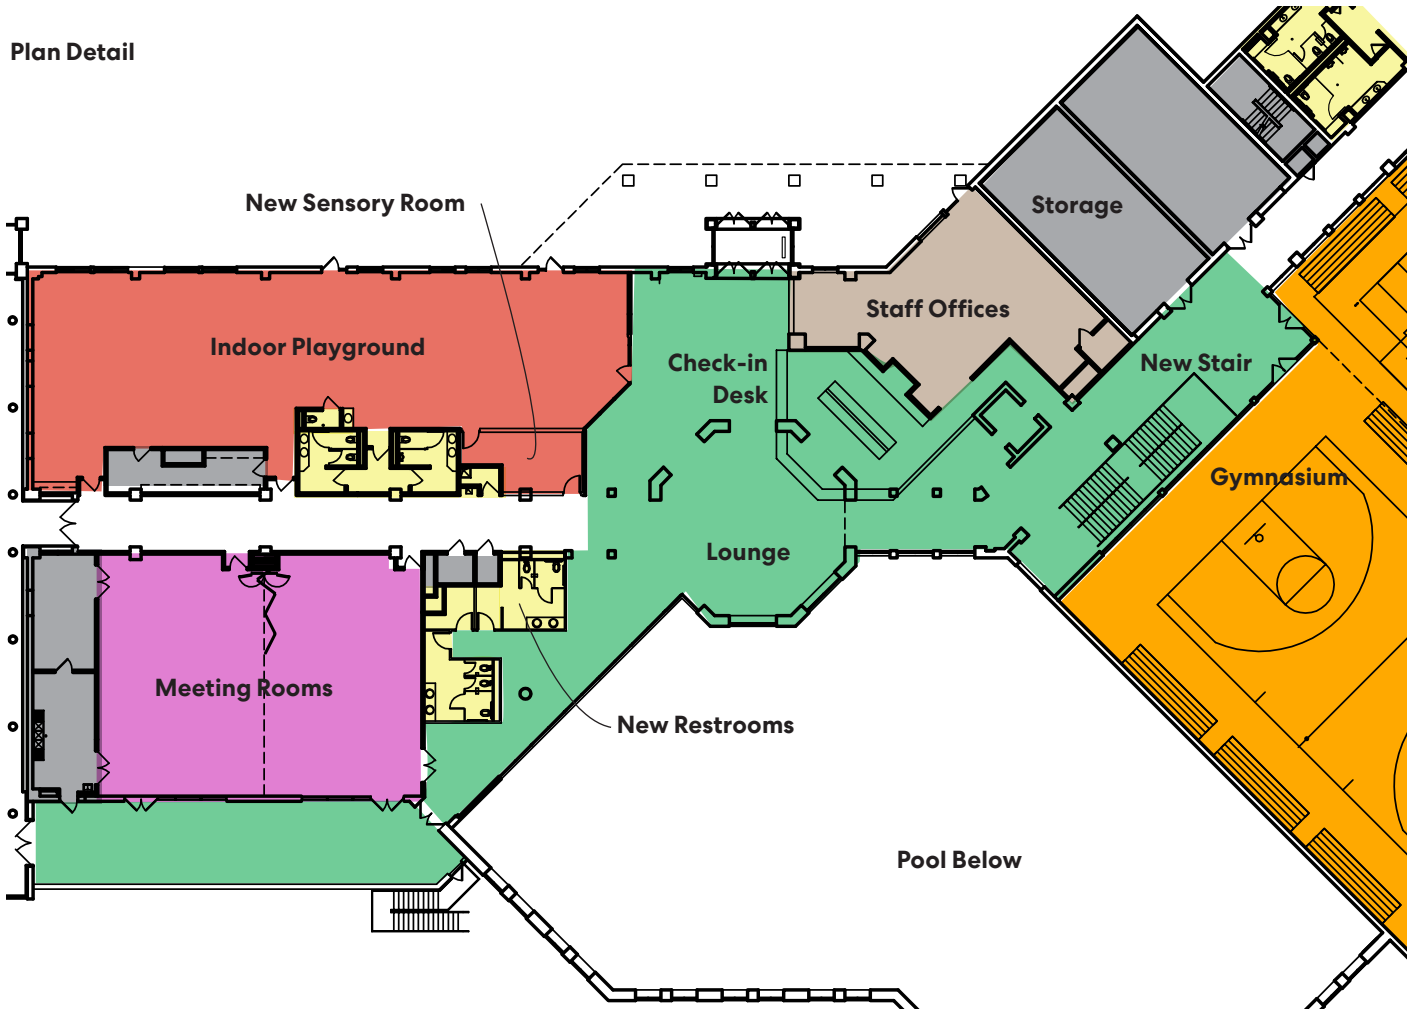 Plan Detail
New Sensory Room
Storage
Staff Offices
Indoor Playground
Check-in
Desk
New Stair
Gymnasium
Lounge
Meeting Rooms
New Restrooms
Pool Below